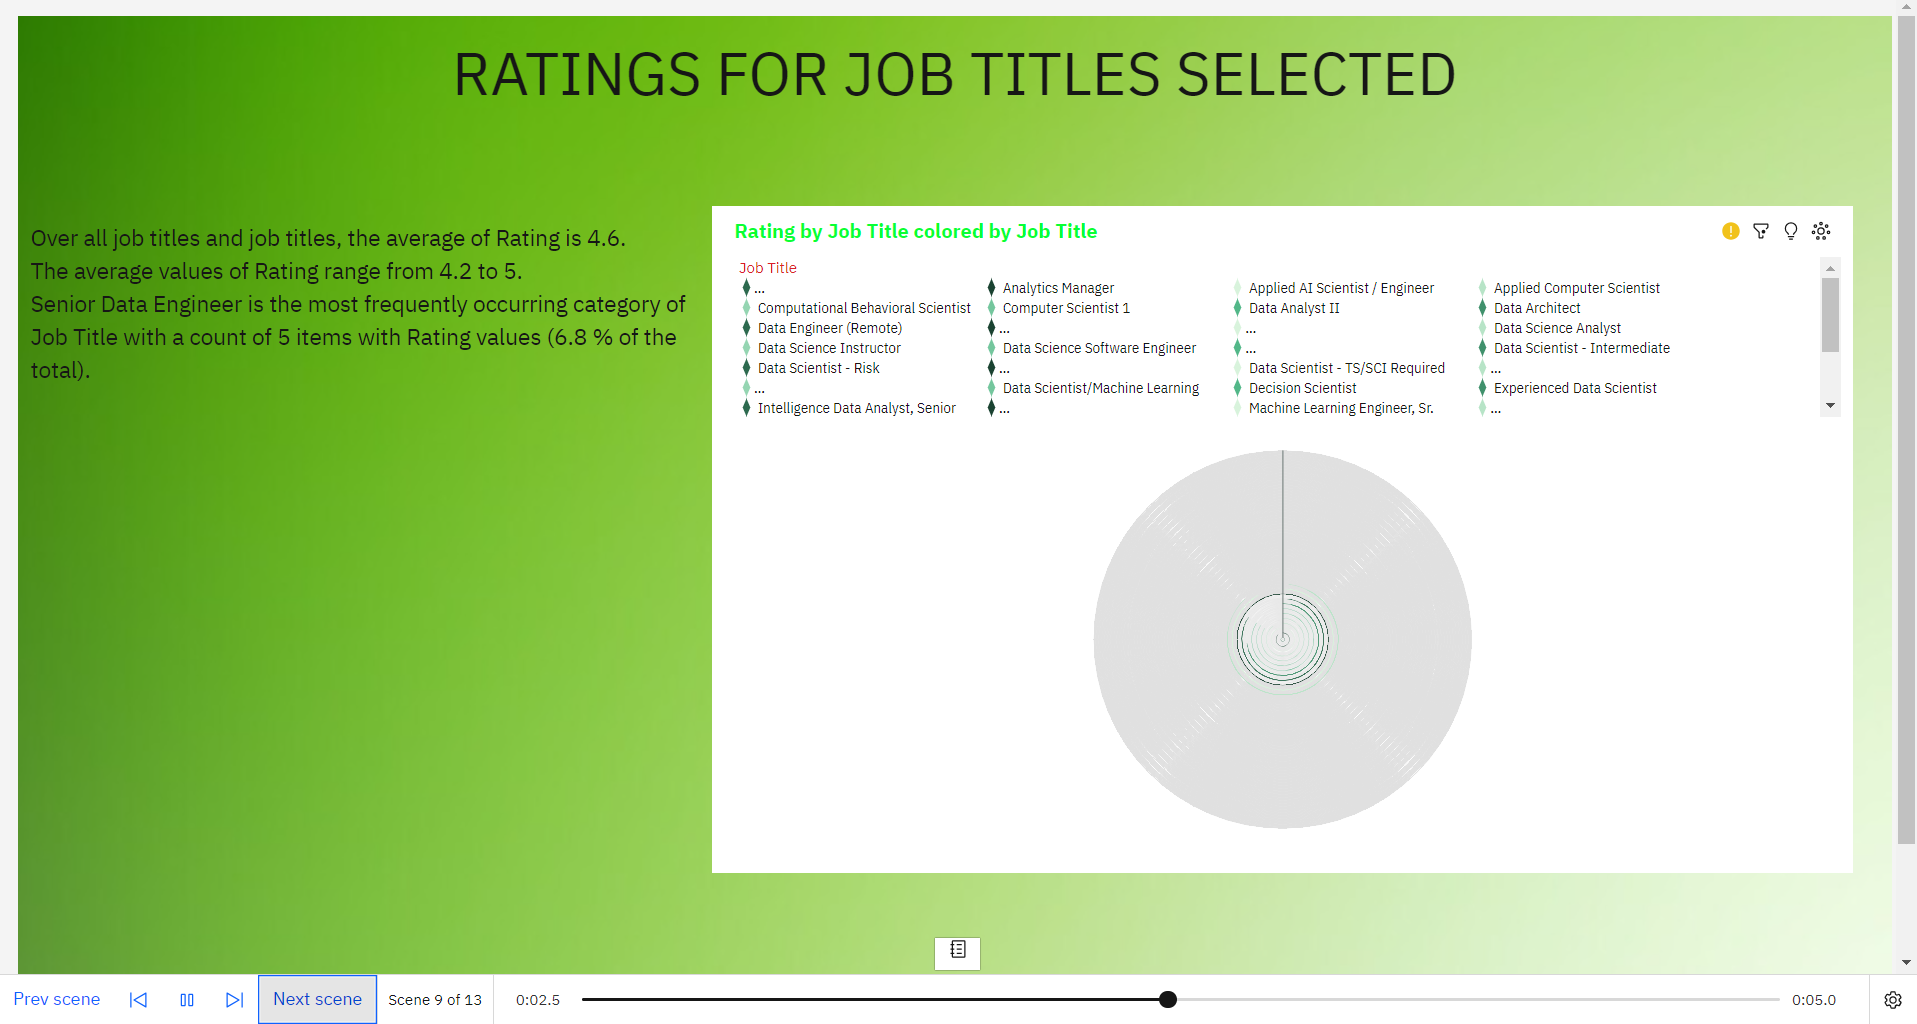 RATINGS FOR JOB TITLES SELECTED
Over all job titles and job titles, the average of Rating is 4.6.
The average values of Rating range from 4.2 to 5.
Senior Data Engineer is the most frequently occurring category of
Job Title with a count of 5 items with Rating values (6.8 % of the
total).
Rating by Job Title colored by Job Title
Job Title
... Analytics Manager Applied AI Scientist / Engineer Applied Computer Scientist
Computational Behavioral Scientist Computer Scientist 1 Data Analyst II Data Architect
Data Engineer (Remote) ... ... Data Science Analyst
Data Science Instructor Data Science Software Engineer ... Data Scientist - Intermediate
Data Scientist - Risk ... Data Scientist - TS/SCI Required ...
... Data Scientist/Machine Learning Decision Scientist Experienced Data Scientist
Intelligence Data Analyst, Senior ... Machine Learning Engineer, Sr. ...
Prev scene Next scene Scene 9 of 13 0:02.5 0:05.0